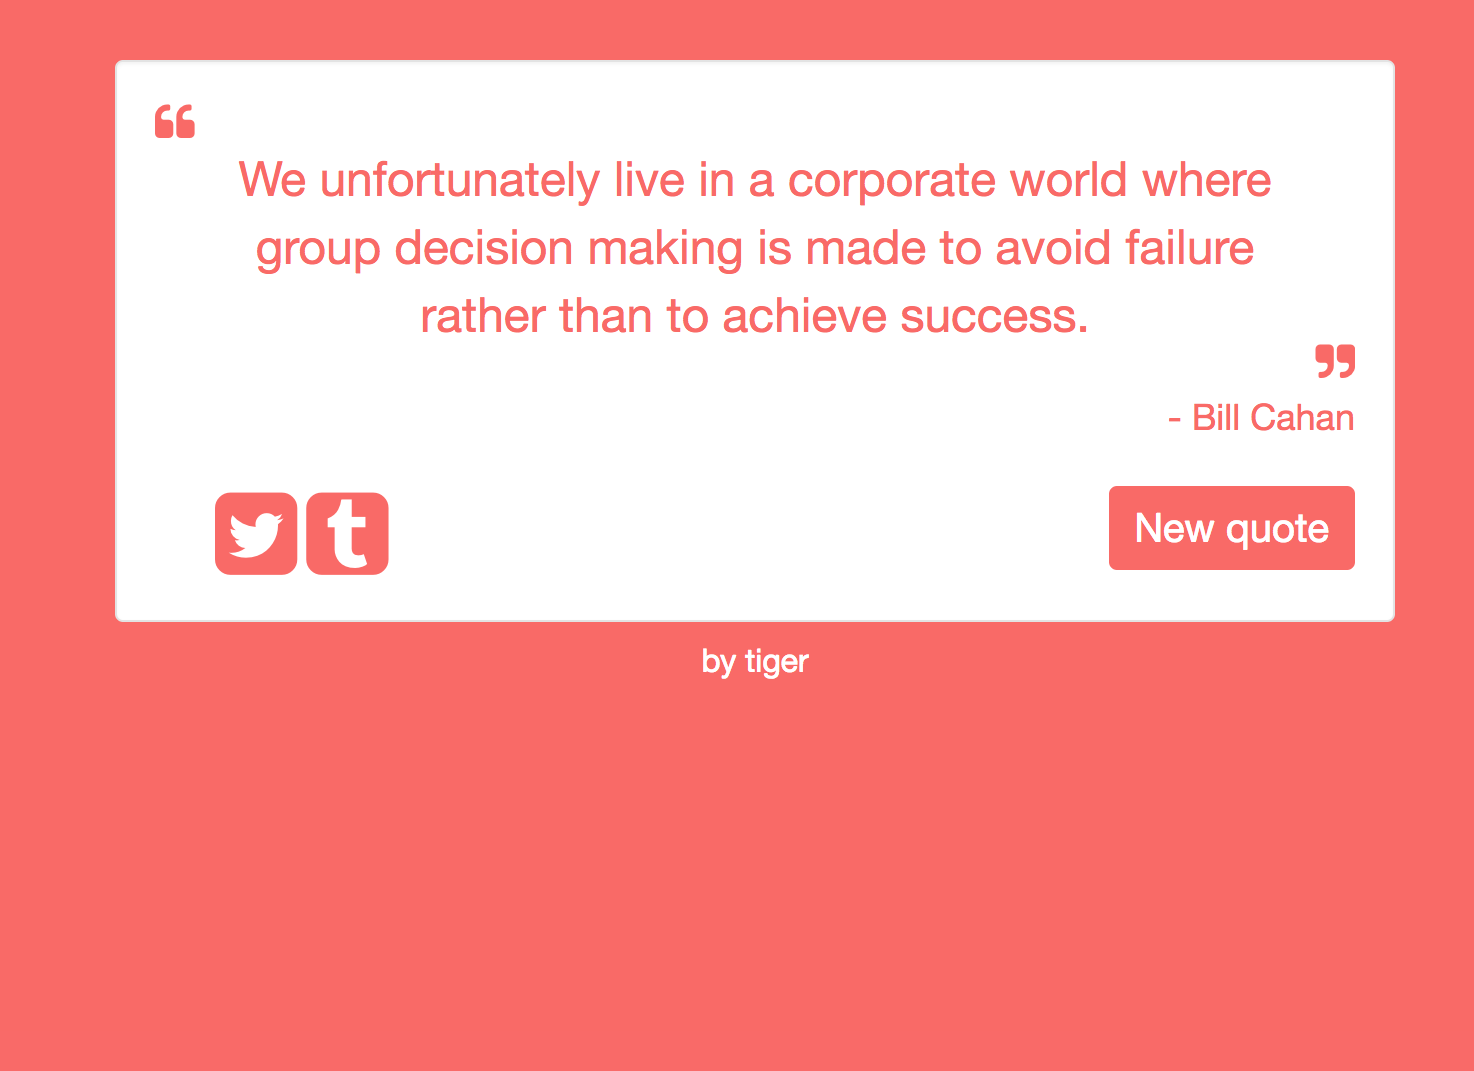 “
We unfortunately live in a corporate world where
group decision making is made to avoid failure
rather than to achieve success.
”
- Bill Cahan
t
New quote
by tiger